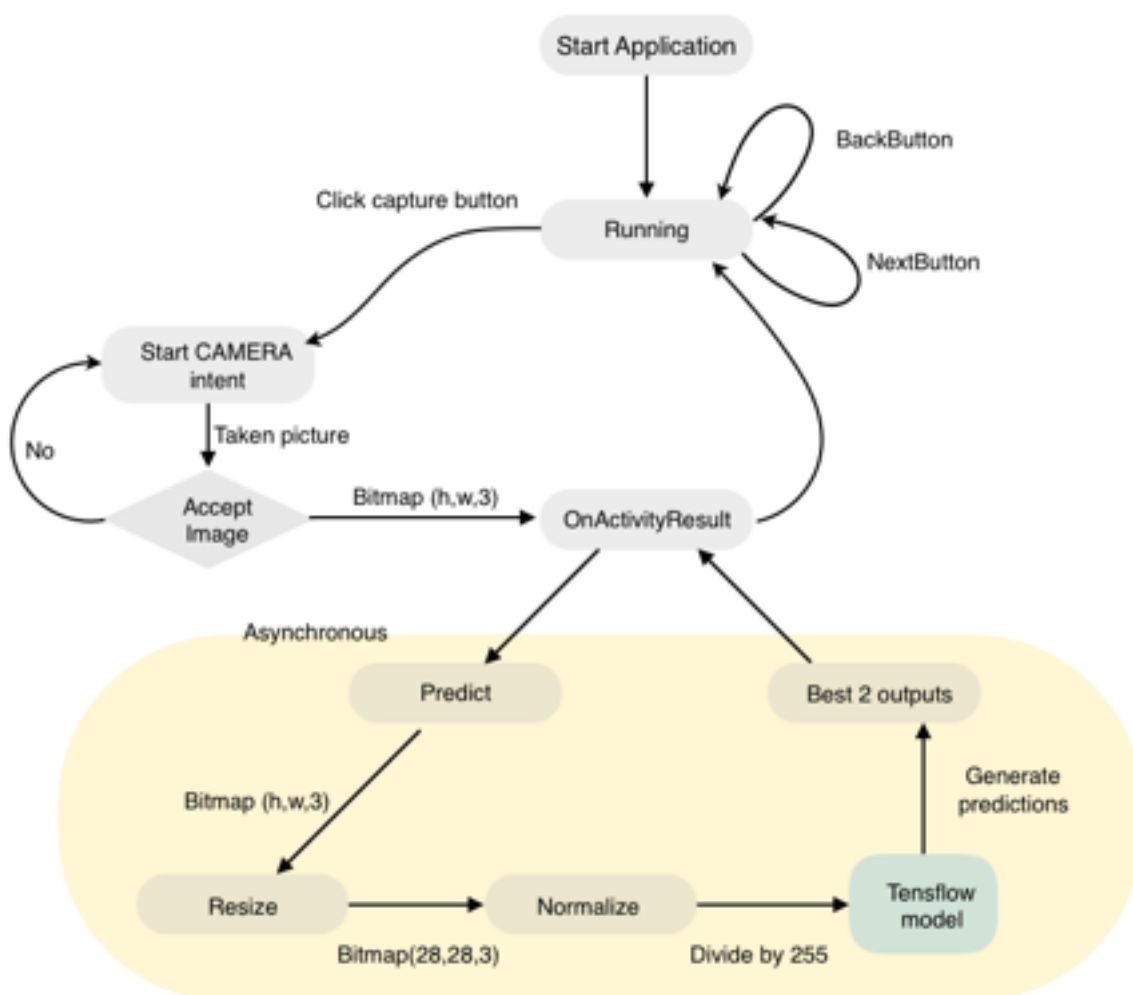 Start Application
BackButton
Click capture button
Running
NextButton
Start CAMERA
intent
Taken picture
No
Accept
Image
Bitmap (h,w,3)
OnActivityResult
Asynchronous
Predict
Best 2 outputs
Bitmap (h,w,3)
Generate
predictions
Resize
Normalize
Tensflow
model
Bitmap(28,28,3)
Divide by 255